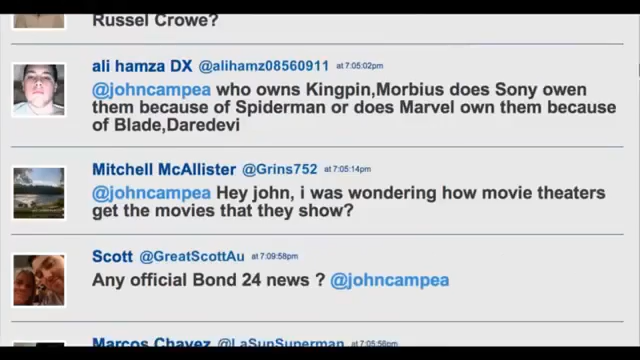 Russel Crowe?
ali hamza DX @alihamz08560911 at 7:05:02pm
@johncampea who owns Kingpin,Morbius does Sony owen
them because of Spiderman or does Marvel own them because
of Blade,Daredevi
Mitchell McAllister @Grins752 at 7:05:14pm
@johncampea Hey john, i was wondering how movie theaters
get the movies that they show?
Scott @GreatScottAu at 7:09:58pm
Any official Bond 24 news ? @johncampea
Marcos Chavez @LaSunSuperman at 7:05:56pm